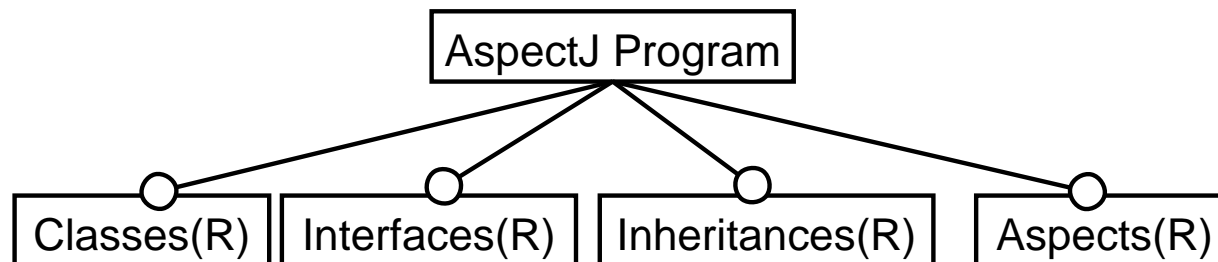 AspectJ Program
Classes(R) Interfaces(R) Inheritances(R) Aspects(R)